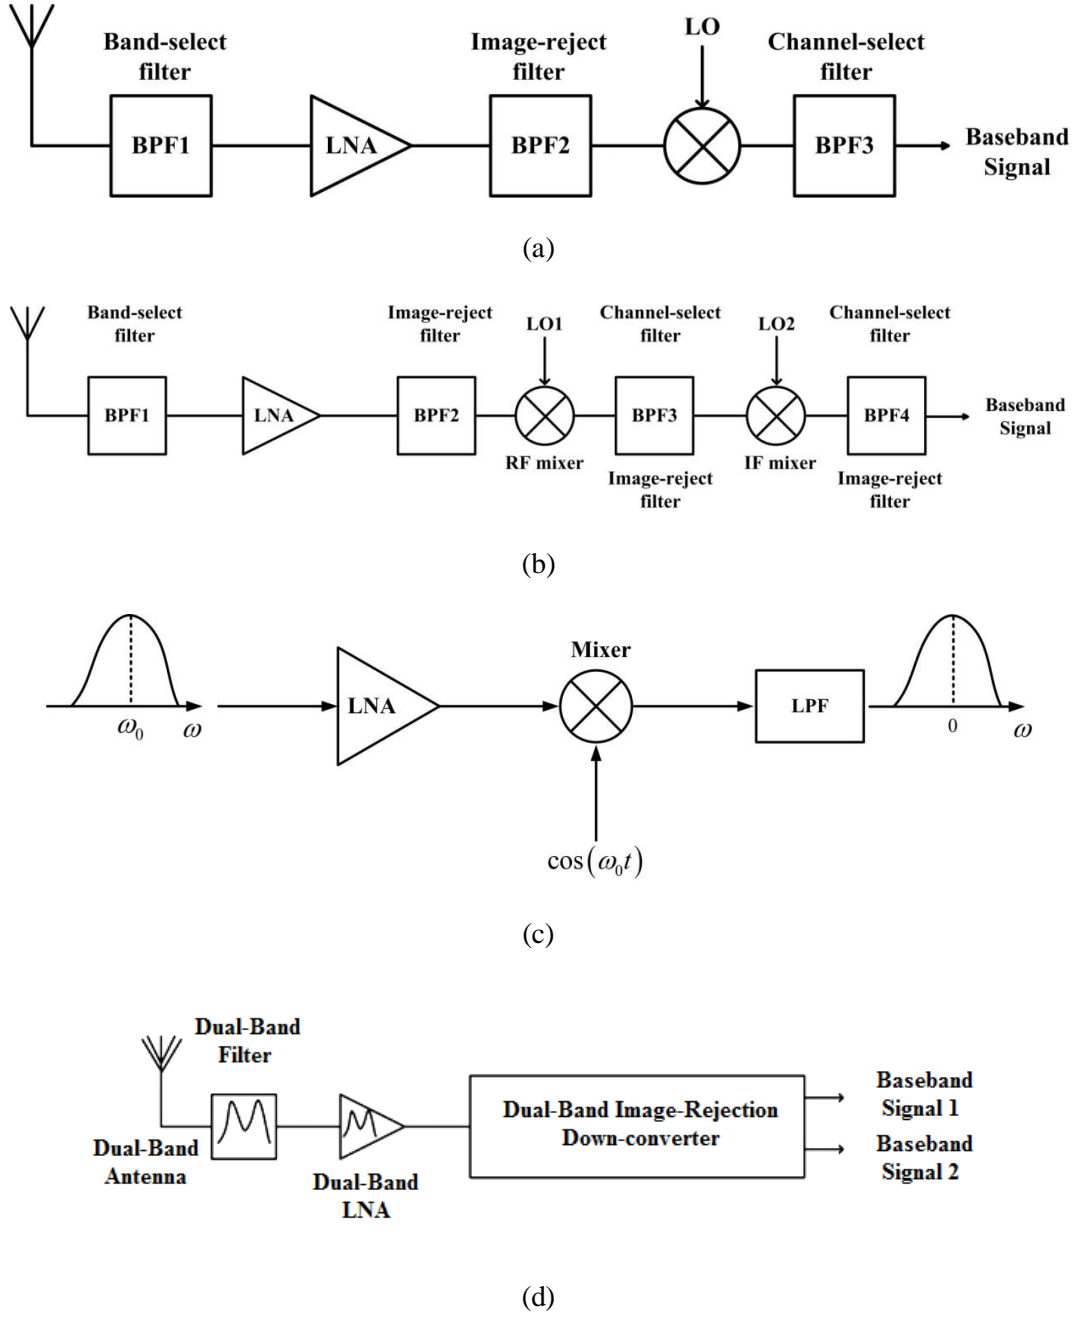 Band-select
filter
Image-reject
filter
LO
Channel-select
filter
BPF1
LNA
BPF2
BPF3
Baseband
Signal
(a)
Band-select
filter
Image-reject
filter
LO1
Channel-select
filter
LO2
Channel-select
filter
BPF1
LNA
BPF2
BPF3
BPF4
Baseband
Signal
RF mixer
IF mixer
Image-reject
filter
Image-reject
filter
(b)
Mixer
LNA
LPF
ω₀
ω
0
ω
cos(ω₀t)
(c)
Dual-Band
Filter
Dual-Band
Antenna
Dual-Band
LNA
Dual-Band Image-Rejection
Down-converter
Baseband
Signal 1
Baseband
Signal 2
(d)